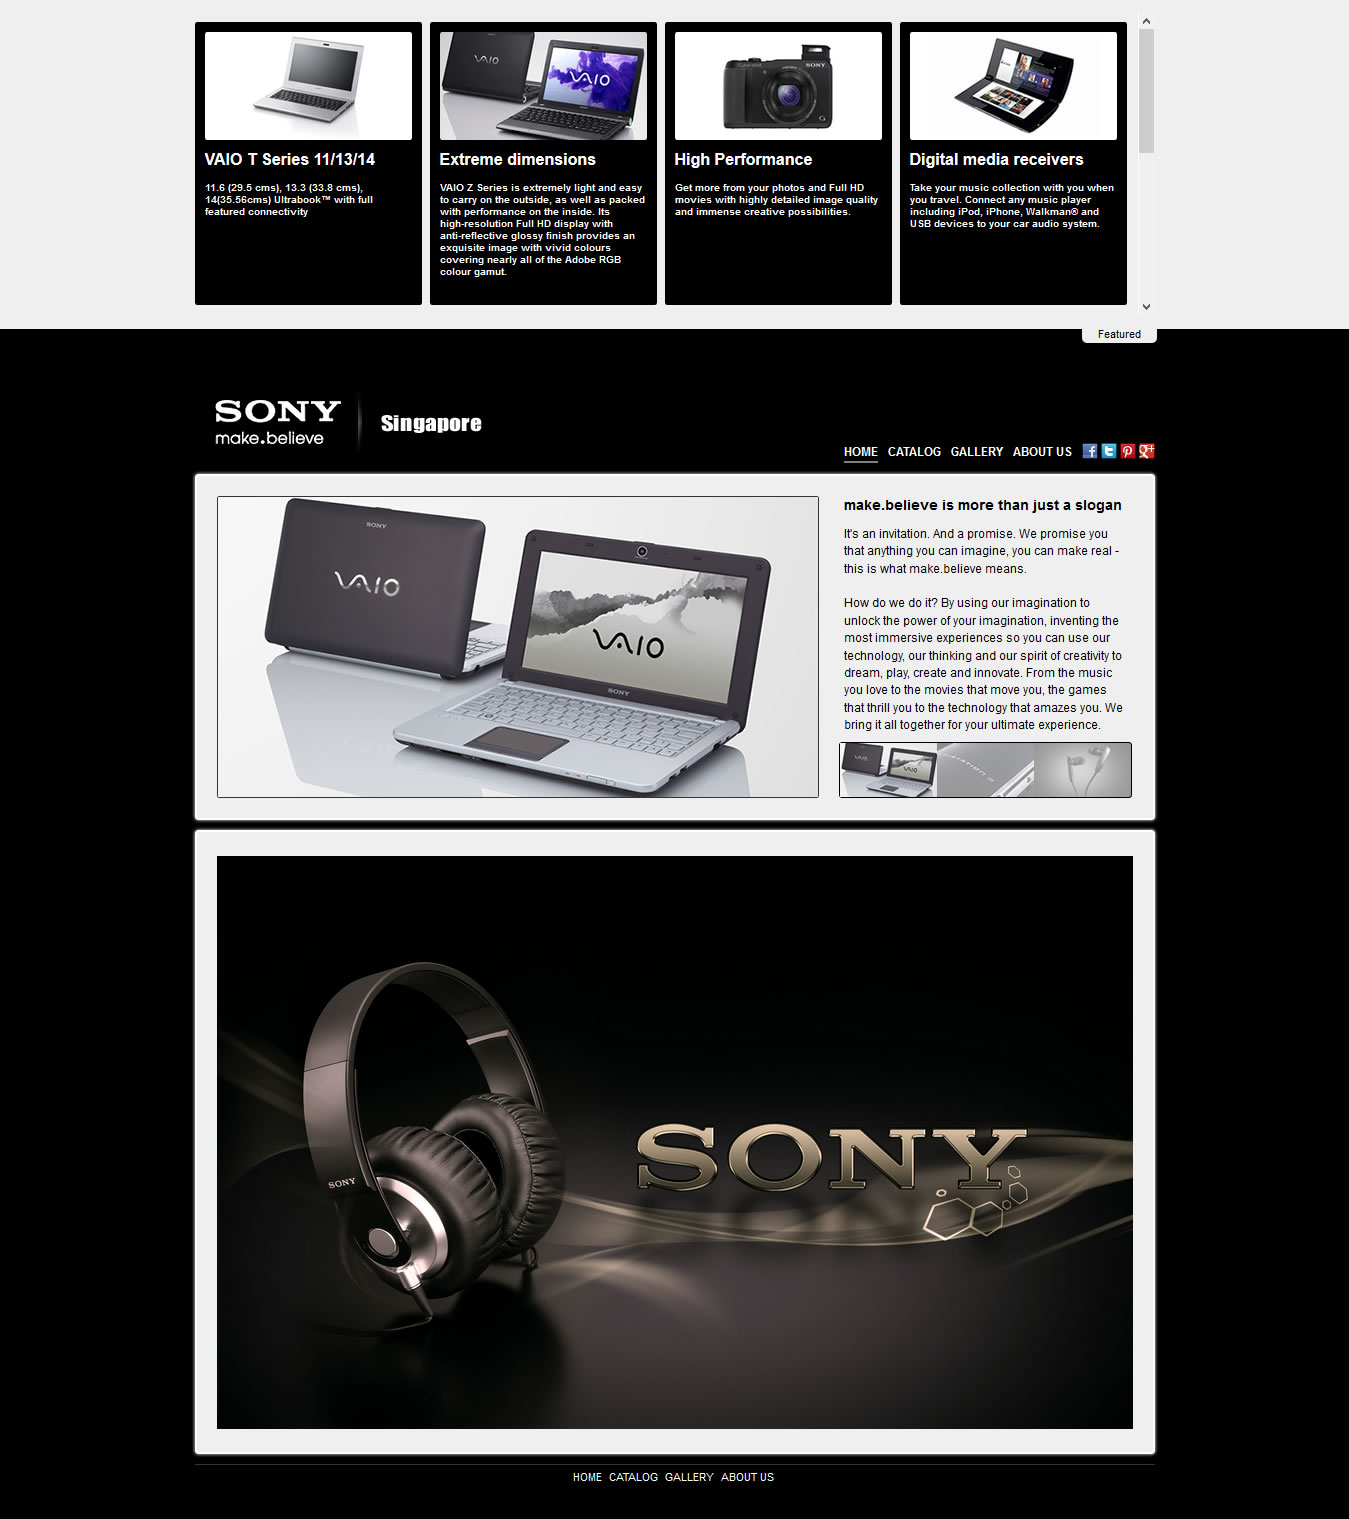 VAIO
VAIO
SONY
VAIO T Series 11/13/14
11.6 (29.5 cms), 13.3 (33.8 cms),
14(35.56cms) Ultrabook™ with full
featured connectivity
Extreme dimensions
VAIO Z Series is extremely light and easy
to carry on the outside, as well as packed
with performance on the inside. Its
high-resolution Full HD display with
anti-reflective glossy finish provides an
exquisite image with vivid colours
covering nearly all of the Adobe RGB
colour gamut.
High Performance
Get more from your photos and Full HD
movies with highly detailed image quality
and immense creative possibilities.
Digital media receivers
Take your music collection with you when
you travel. Connect any music player
including iPod, iPhone, Walkman® and
USB devices to your car audio system.
Featured
SONY
make.believe
Singapore
HOME CATALOG GALLERY ABOUT US
SONY
VAIO
VAIO
SONY
make.believe is more than just a slogan
It's an invitation. And a promise. We promise you
that anything you can imagine, you can make real -
this is what make.believe means.
How do we do it? By using our imagination to
unlock the power of your imagination, inventing the
most immersive experiences so you can use our
technology, our thinking and our spirit of creativity to
dream, play, create and innovate. From the music
you love to the movies that move you, the games
that thrill you to the technology that amazes you. We
bring it all together for your ultimate experience.
VAIO
VAIO
SONY
SONY
HOME CATALOG GALLERY ABOUT US